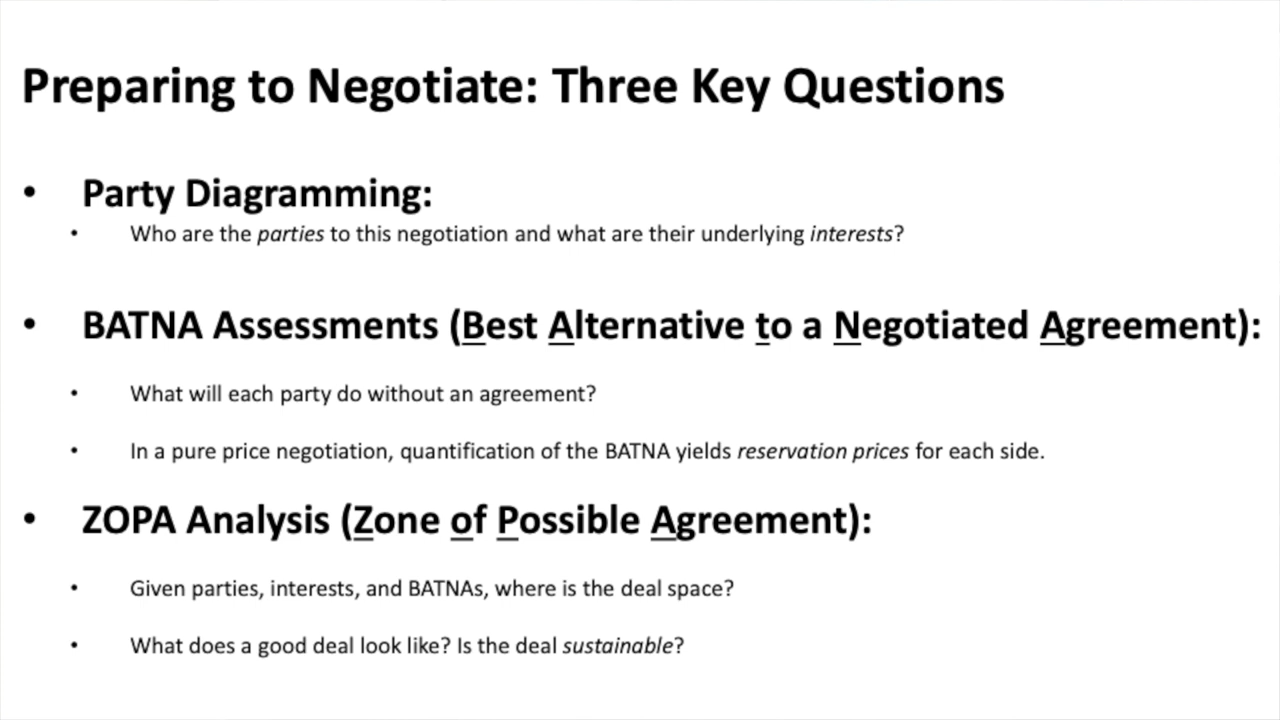 Preparing to Negotiate: Three Key Questions
• Party Diagramming:
• Who are the parties to this negotiation and what are their underlying interests?
• BATNA Assessments (Best Alternative to a Negotiated Agreement):
• What will each party do without an agreement?
• In a pure price negotiation, quantification of the BATNA yields reservation prices for each side.
• ZOPA Analysis (Zone of Possible Agreement):
• Given parties, interests, and BATNAs, where is the deal space?
• What does a good deal look like? Is the deal sustainable?